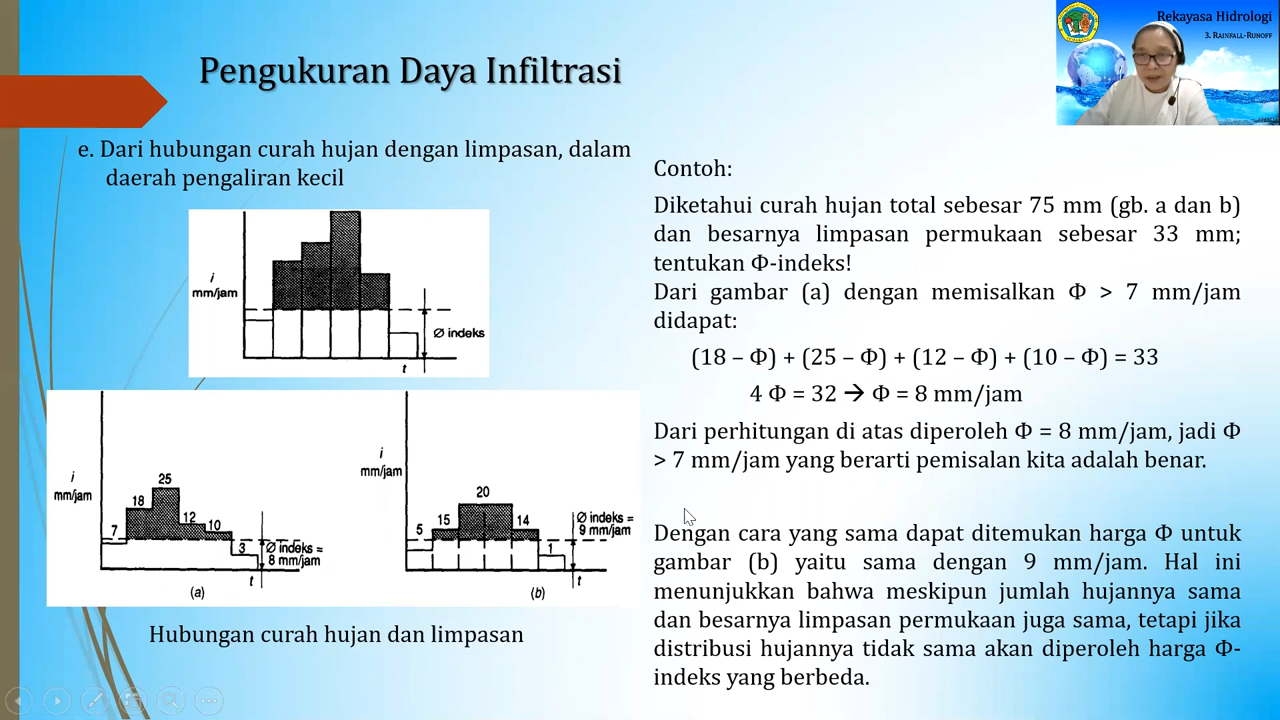 Rekayasa Hidrologi
3. Rainfall-Runoff
Pengukuran Daya Infiltrasi
e. Dari hubungan curah hujan dengan limpasan, dalam
daerah pengaliran kecil
i
mm/jam
Ø indeks
t
i
mm/jam
7
18
25
12
10
3
Ø indeks =
8 mm/jam
t
(a)
i
mm/jam
5
15
20
14
1
Ø indeks =
9 mm/jam
t
(b)
Hubungan curah hujan dan limpasan
Contoh:
Diketahui curah hujan total sebesar 75 mm (gb. a dan b)
dan besarnya limpasan permukaan sebesar 33 mm;
tentukan Φ-indeks!
Dari gambar (a) dengan memisalkan Φ > 7 mm/jam
didapat:
(18 – Φ) + (25 – Φ) + (12 – Φ) + (10 – Φ) = 33
4 Φ = 32 → Φ = 8 mm/jam
Dari perhitungan di atas diperoleh Φ = 8 mm/jam, jadi Φ
> 7 mm/jam yang berarti pemisalan kita adalah benar.
Dengan cara yang sama dapat ditemukan harga Φ untuk
gambar (b) yaitu sama dengan 9 mm/jam. Hal ini
menunjukkan bahwa meskipun jumlah hujannya sama
dan besarnya limpasan permukaan juga sama, tetapi jika
distribusi hujannya tidak sama akan diperoleh harga Φ-
indeks yang berbeda.